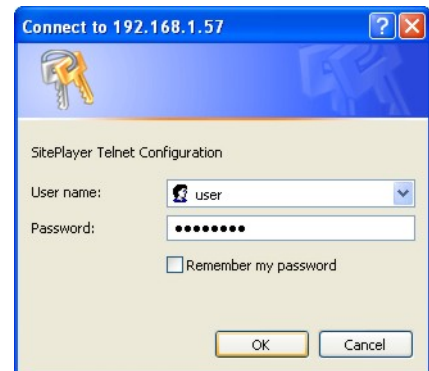 Connect to 192.168.1.57
SitePlayer Telnet Configuration
User name:
user
Password:
••••••••
Remember my password
OK
Cancel